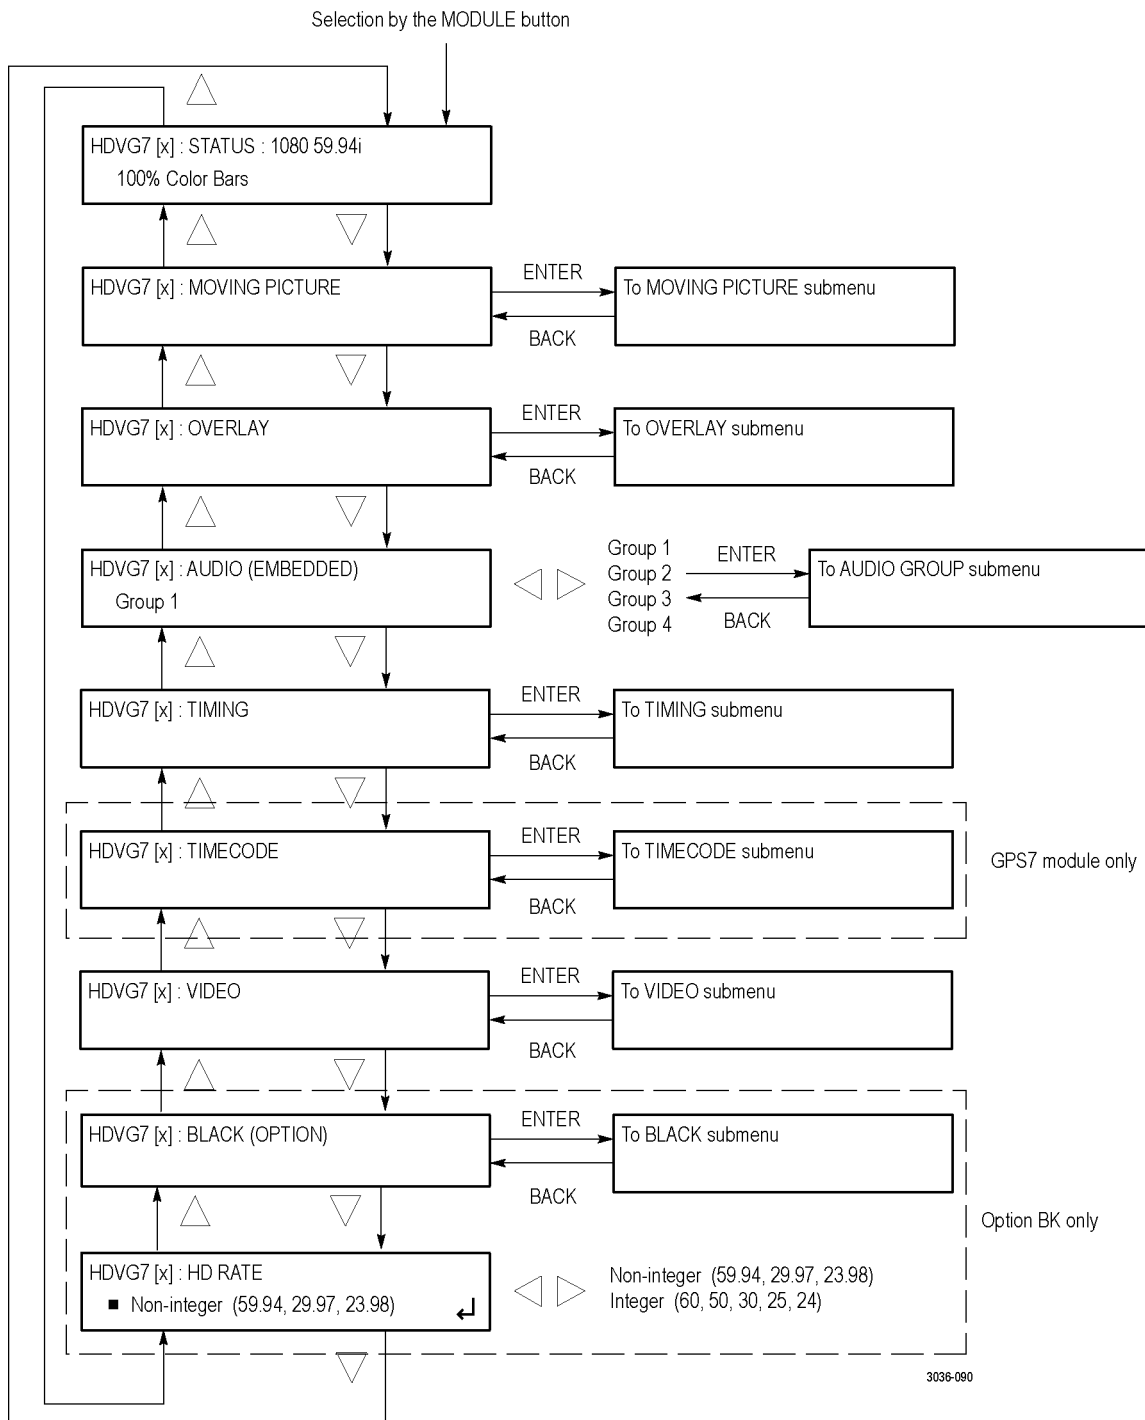 Selection by the MODULE button
HDVG7 [x] : STATUS : 1080 59.94i
100% Color Bars
HDVG7 [x] : MOVING PICTURE
ENTER
BACK
To MOVING PICTURE submenu
HDVG7 [x] : OVERLAY
ENTER
BACK
To OVERLAY submenu
HDVG7 [x] : AUDIO (EMBEDDED)
Group 1
Group 1
Group 2
Group 3
Group 4
ENTER
BACK
To AUDIO GROUP submenu
HDVG7 [x] : TIMING
ENTER
BACK
To TIMING submenu
HDVG7 [x] : TIMECODE
ENTER
BACK
To TIMECODE submenu
GPS7 module only
HDVG7 [x] : VIDEO
ENTER
BACK
To VIDEO submenu
HDVG7 [x] : BLACK (OPTION)
ENTER
BACK
To BLACK submenu
Option BK only
HDVG7 [x] : HD RATE
■ Non-integer (59.94, 29.97, 23.98)
Non-integer (59.94, 29.97, 23.98)
Integer (60, 50, 30, 25, 24)
3036-090